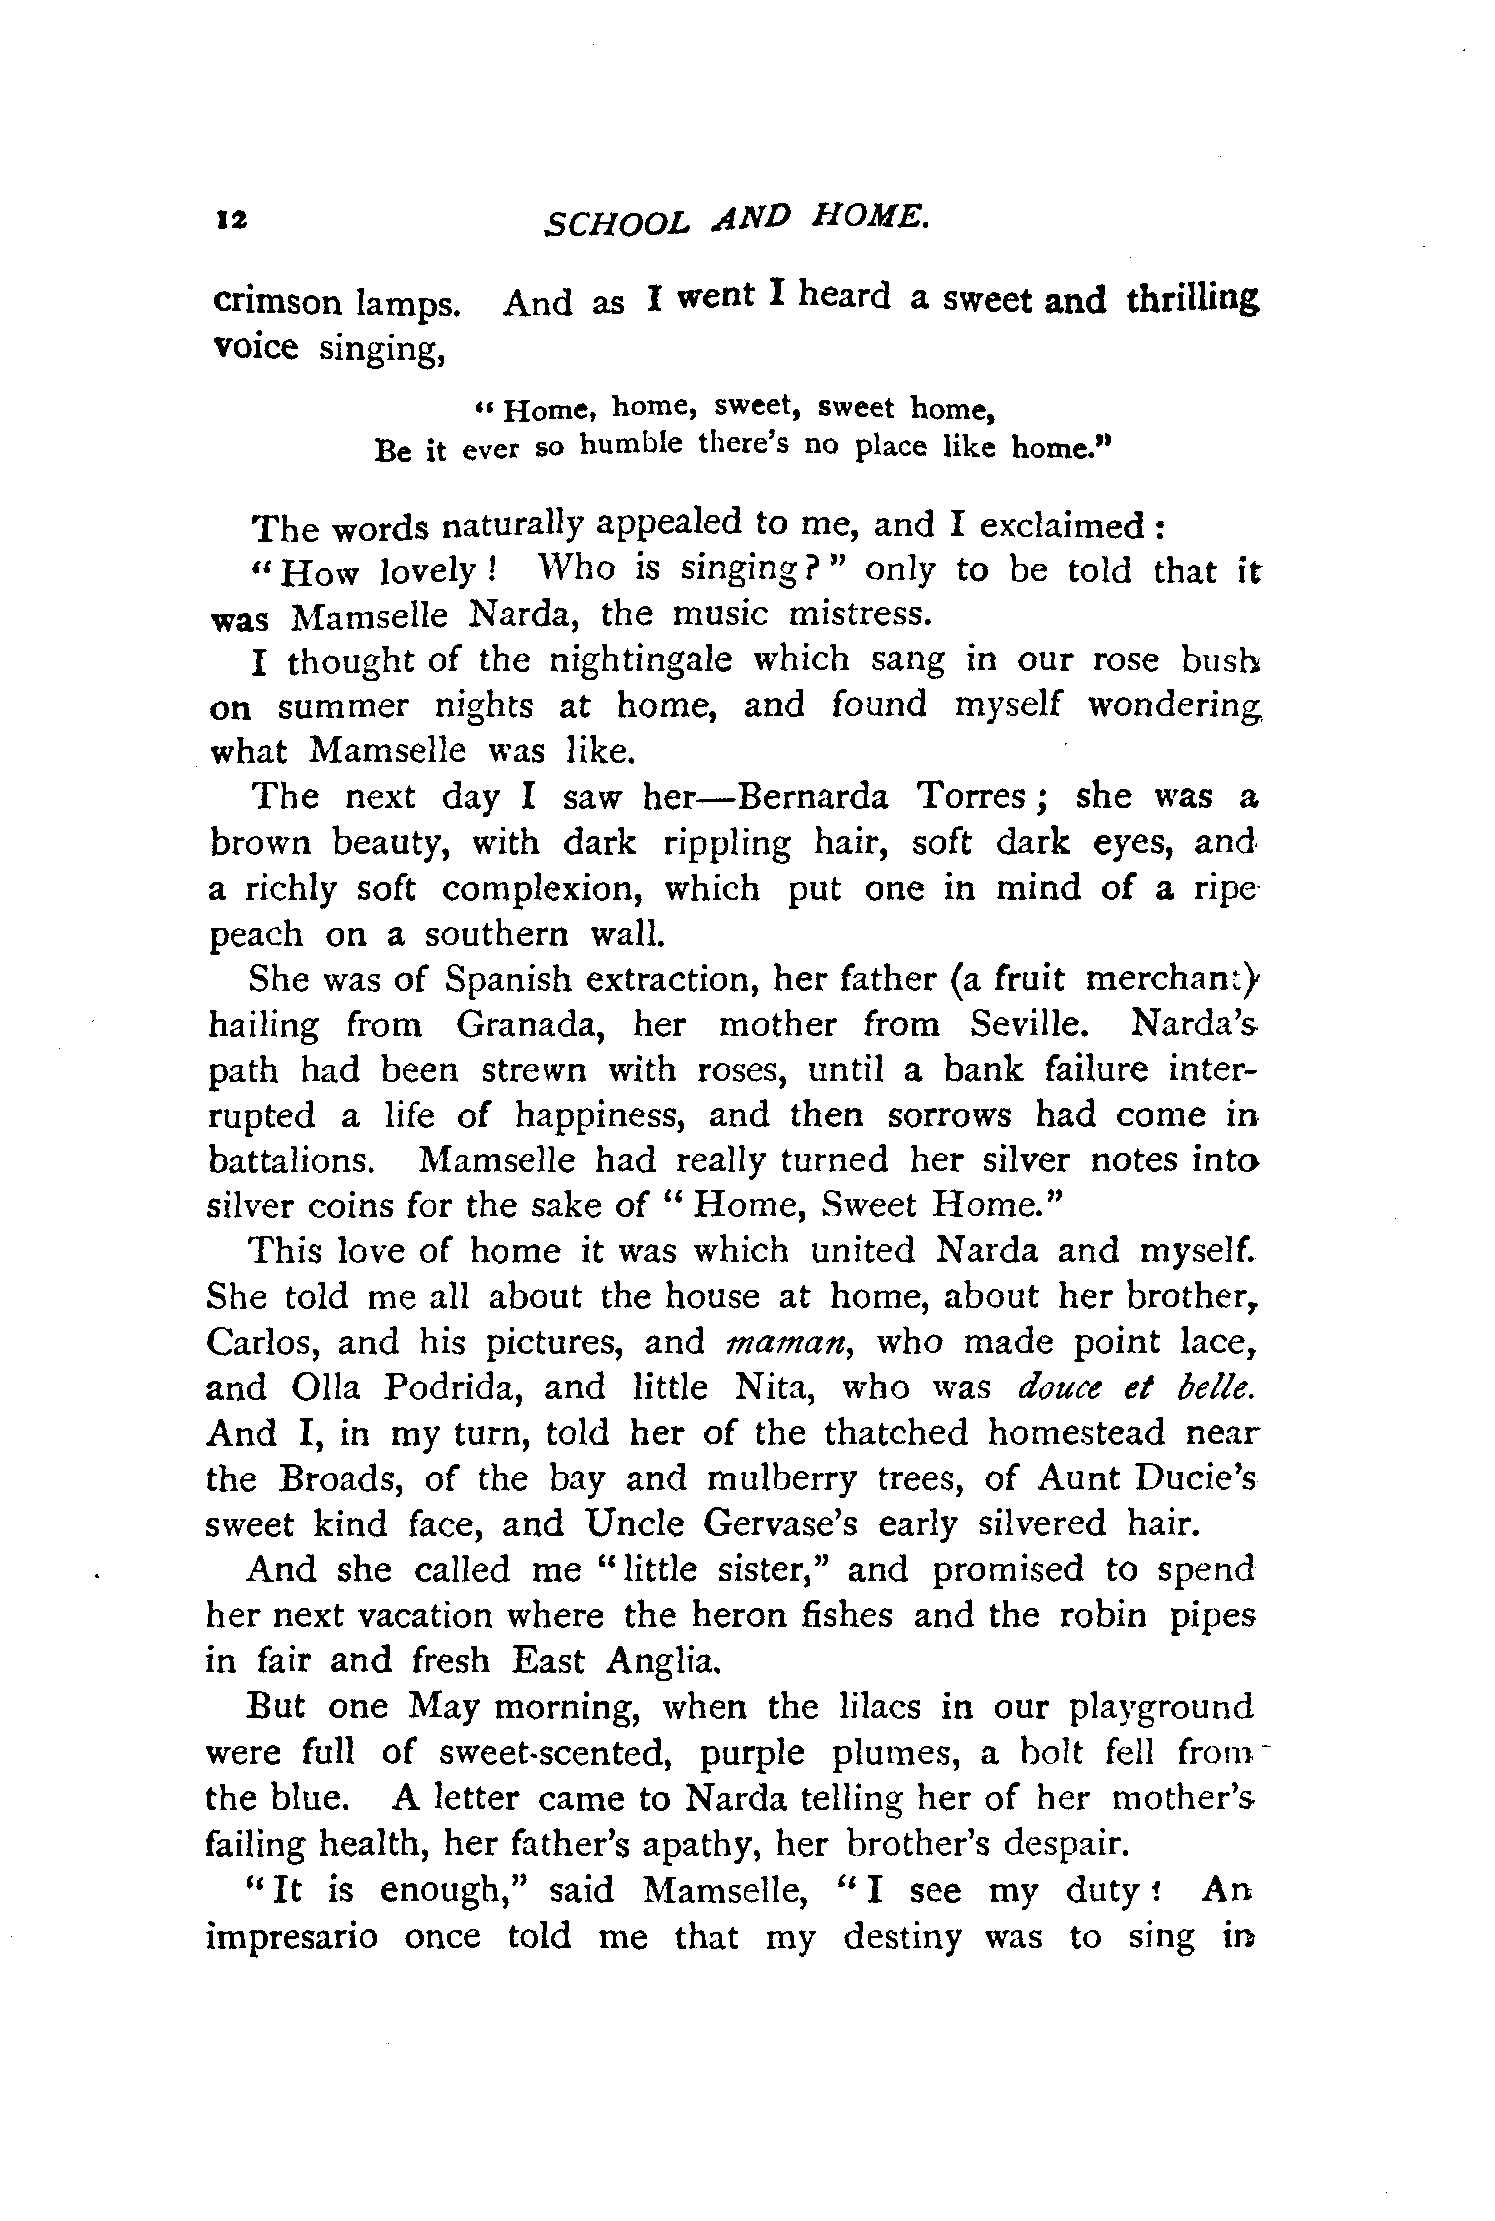 12 SCHOOL AND HOME.
crimson lamps. And as I went I heard a sweet and thrilling
voice singing,
“ Home, home, sweet, sweet home,
Be it ever so humble there's no place like home.”
The words naturally appealed to me, and I exclaimed :
“ How lovely ! Who is singing ? ” only to be told that it
was Mamselle Narda, the music mistress.
I thought of the nightingale which sang in our rose bush
on summer nights at home, and found myself wondering
what Mamselle was like.
The next day I saw her—Bernarda Torres ; she was a
brown beauty, with dark rippling hair, soft dark eyes, and
a richly soft complexion, which put one in mind of a ripe
peach on a southern wall.
She was of Spanish extraction, her father (a fruit merchant)
hailing from Granada, her mother from Seville. Narda's
path had been strewn with roses, until a bank failure inter-
rupted a life of happiness, and then sorrows had come in
battalions. Mamselle had really turned her silver notes into
silver coins for the sake of “ Home, Sweet Home.”
This love of home it was which united Narda and myself.
She told me all about the house at home, about her brother,
Carlos, and his pictures, and maman, who made point lace,
and Olla Podrida, and little Nita, who was douce et belle.
And I, in my turn, told her of the thatched homestead near
the Broads, of the bay and mulberry trees, of Aunt Ducie's
sweet kind face, and Uncle Gervase's early silvered hair.
And she called me “ little sister,” and promised to spend
her next vacation where the heron fishes and the robin pipes
in fair and fresh East Anglia.
But one May morning, when the lilacs in our playground
were full of sweet-scented, purple plumes, a bolt fell from
the blue. A letter came to Narda telling her of her mother's
failing health, her father's apathy, her brother's despair.
“ It is enough,” said Mamselle, “ I see my duty ! An
impresario once told me that my destiny was to sing in